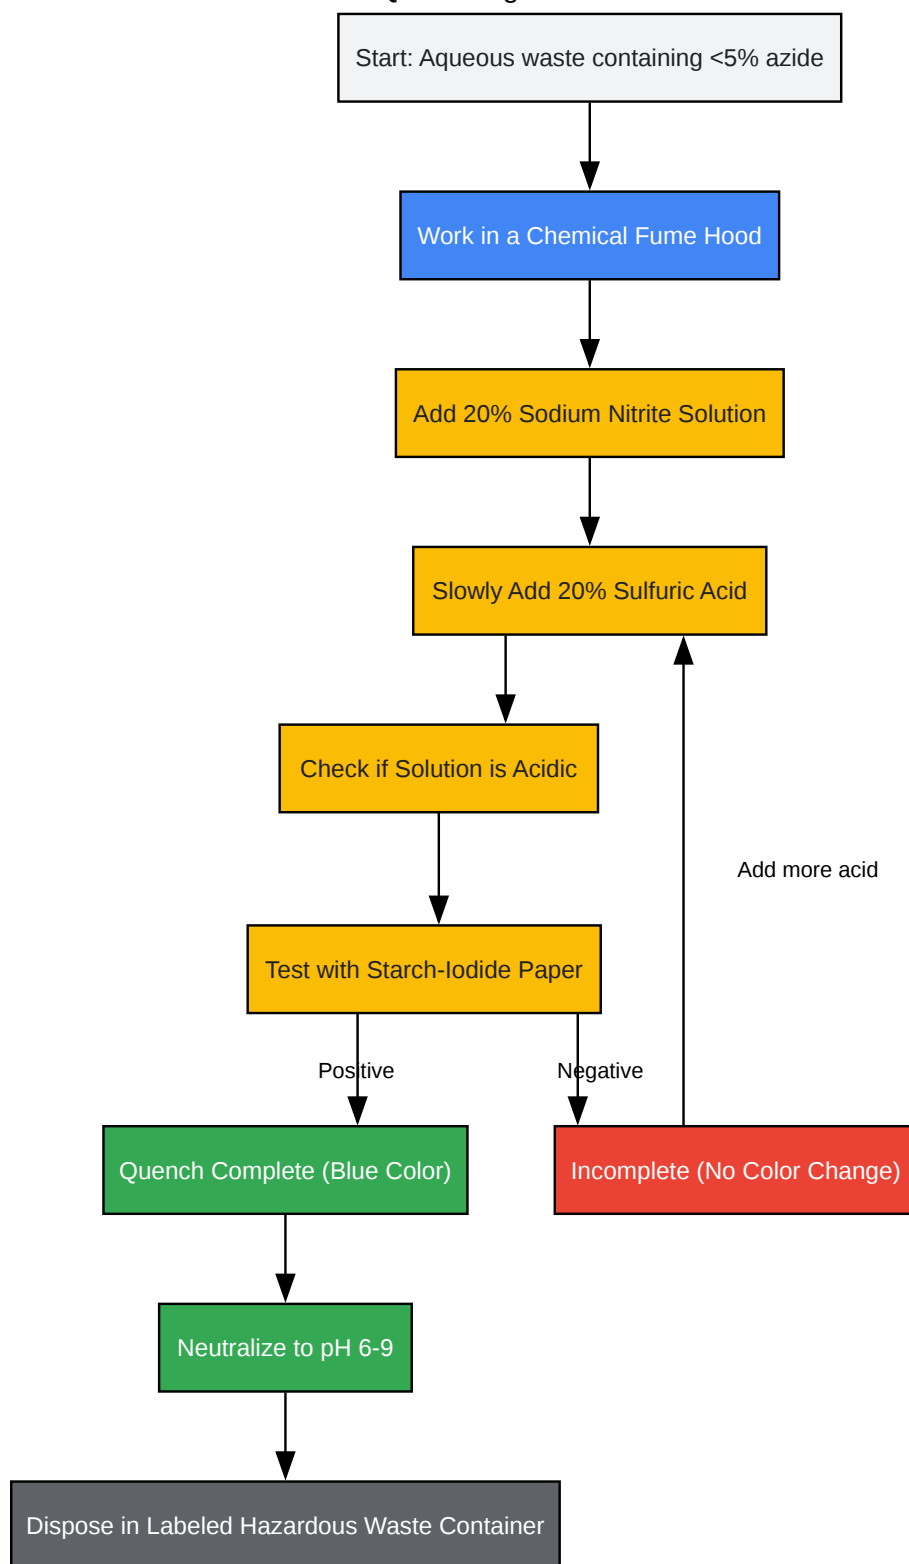 Start: Aqueous waste containing <5% azide
Work in a Chemical Fume Hood
Add 20% Sodium Nitrite Solution
Slowly Add 20% Sulfuric Acid
Check if Solution is Acidic
Add more acid
Test with Starch-Iodide Paper
Positive
Negative
Quench Complete (Blue Color)
Incomplete (No Color Change)
Neutralize to pH 6-9
Dispose in Labeled Hazardous Waste Container